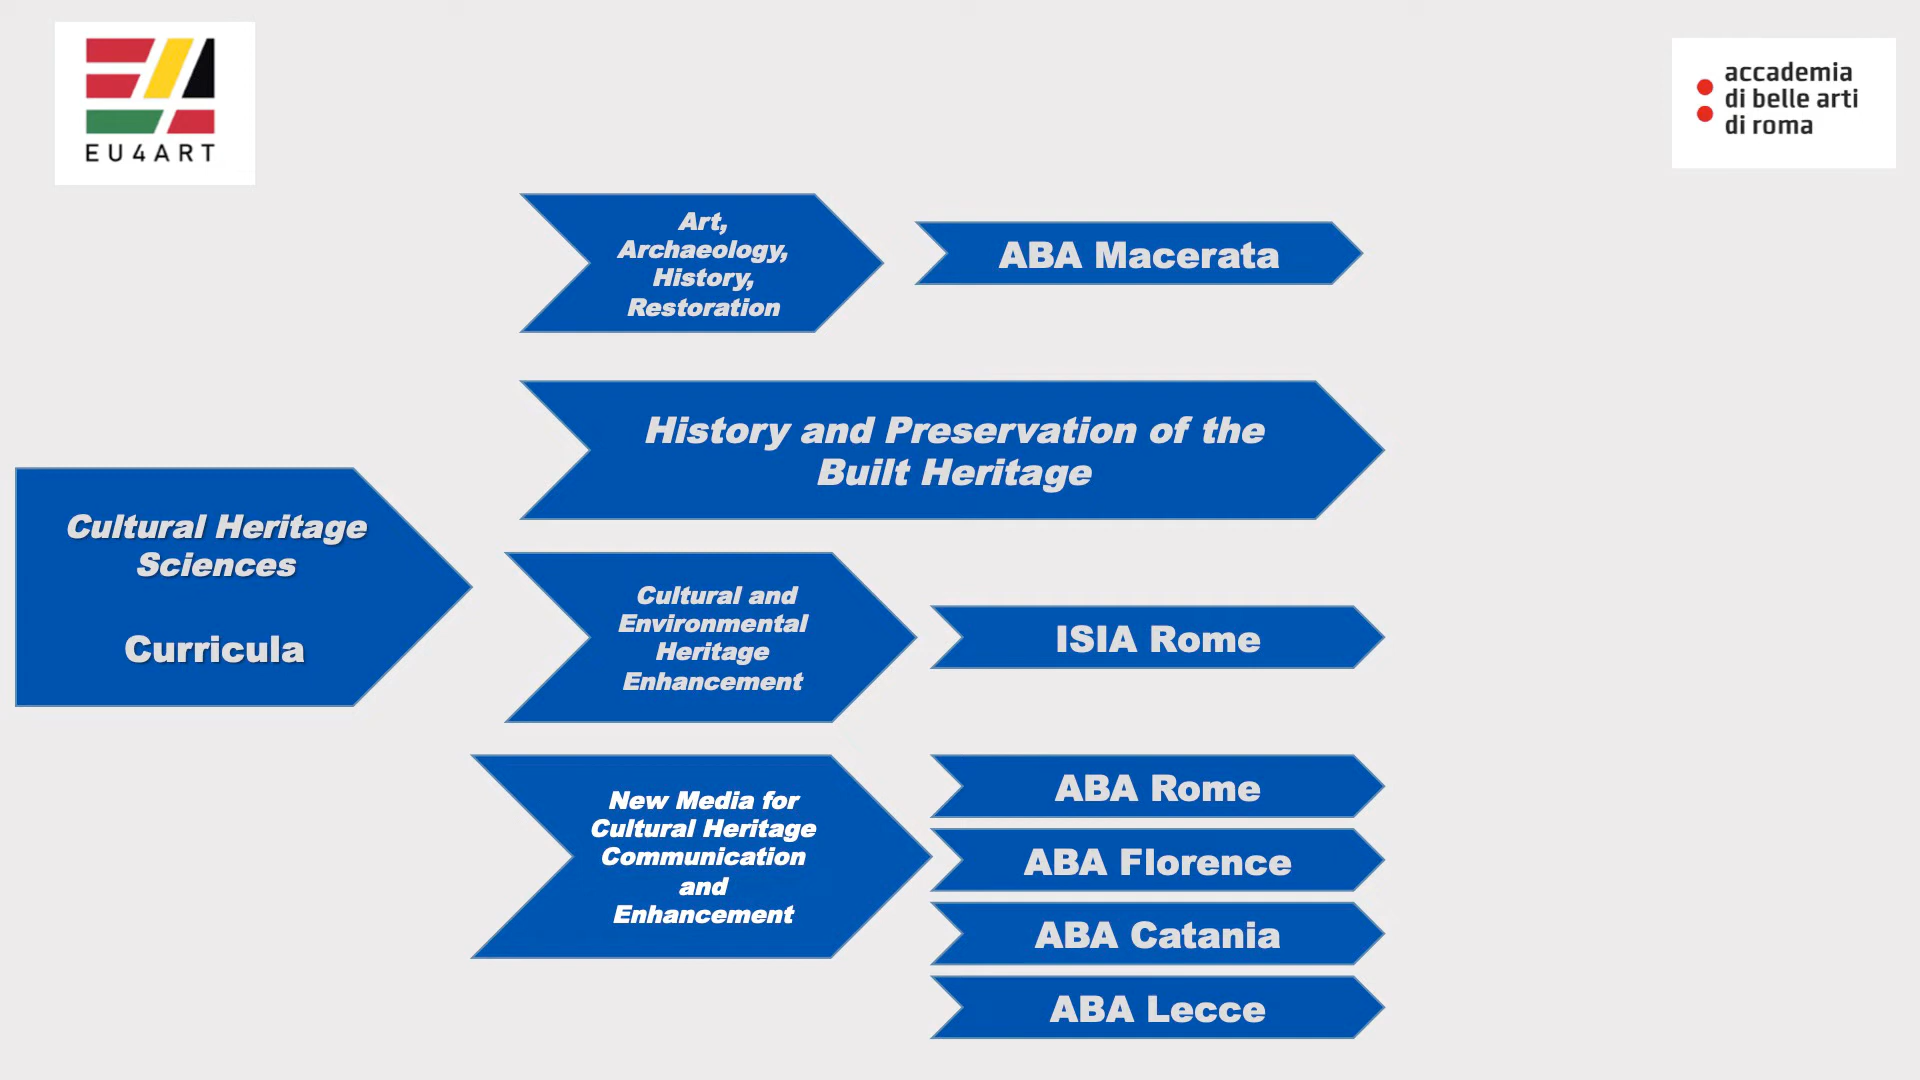 EU4ART
accademia
di belle arti
di roma
Art,
Archaeology,
History,
Restoration
ABA Macerata
History and Preservation of the
Built Heritage
Cultural Heritage
Sciences
Curricula
Cultural and
Environmental
Heritage
Enhancement
ISIA Rome
New Media for
Cultural Heritage
Communication
and
Enhancement
ABA Rome
ABA Florence
ABA Catania
ABA Lecce